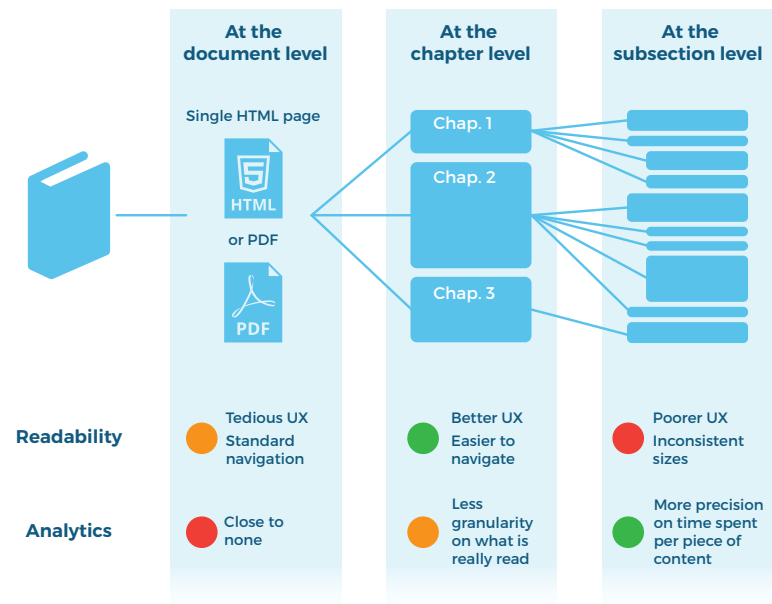 At the
document level
At the
chapter level
At the
subsection level
Single HTML page
5
HTML
or PDF
PDF
Chap. 1
Chap. 2
Chap. 3
Readability
Tedious UX
Standard
navigation
Better UX
Easier to
navigate
Poorer UX
Inconsistent
sizes
Analytics
Close to
none
Less
granularity
on what is
really read
More precision
on time spent
per piece of
content